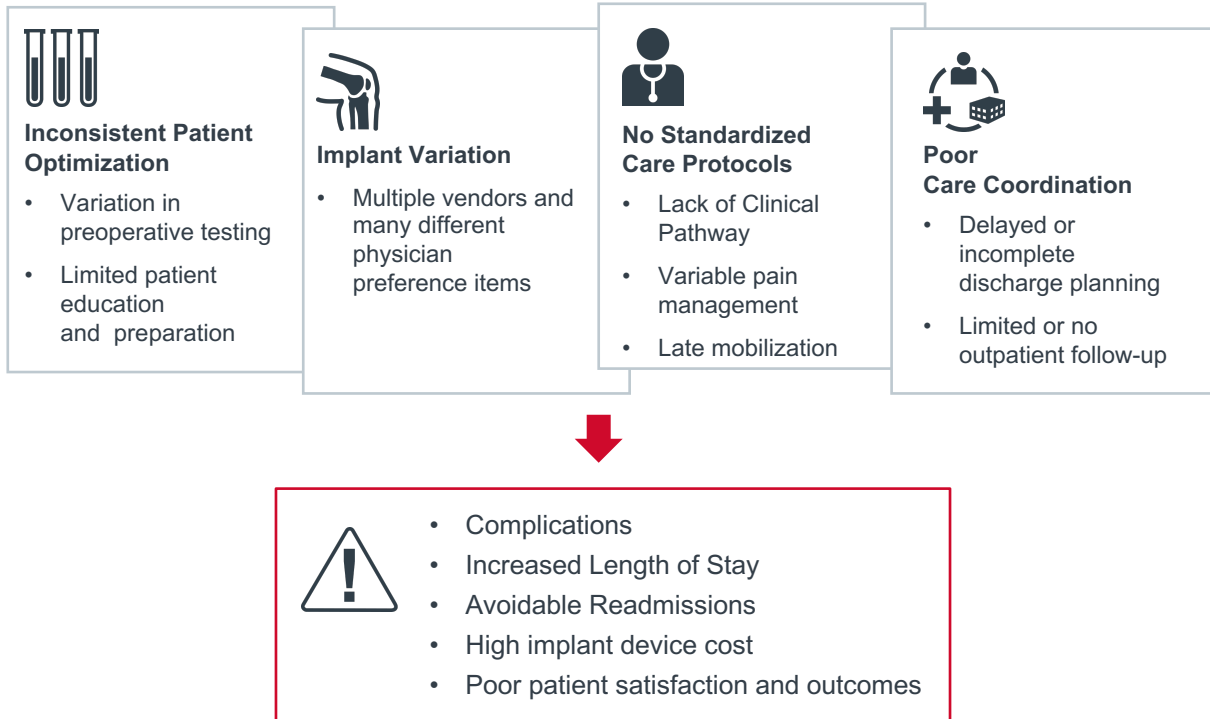 Inconsistent Patient
Optimization
• Variation in
preoperative testing
• Limited patient
education
and preparation
Implant Variation
• Multiple vendors and
many different
physician
preference items
No Standardized
Care Protocols
• Lack of Clinical
Pathway
• Variable pain
management
• Late mobilization
Poor
Care Coordination
• Delayed or
incomplete
discharge planning
• Limited or no
outpatient follow-up
• Complications
• Increased Length of Stay
• Avoidable Readmissions
• High implant device cost
• Poor patient satisfaction and outcomes